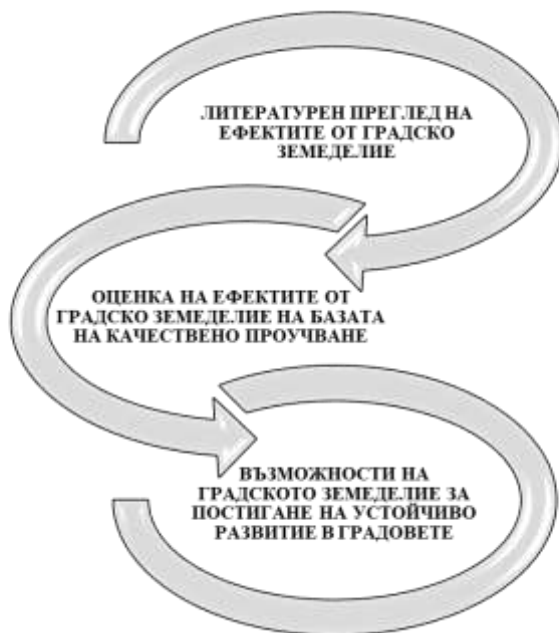 ЛИТЕРАТУРЕН ПРЕГЛЕД НА
ЕФЕКТИТЕ ОТ ГРАДСКО
ЗЕМЕДЕЛИЕ
ОЦЕНКА НА ЕФЕКТИТЕ ОТ
ГРАДСКО ЗЕМЕДЕЛИЕ НА БАЗАТА
НА КАЧЕСТВЕНО ПРОУЧВАНЕ
ВЪЗМОЖНОСТИ НА
ГРАДСКОТО ЗЕМЕДЕЛИЕ ЗА
ПОСТИГАНЕ НА УСТОЙЧИВО
РАЗВИТИЕ В ГРАДОВЕТЕ